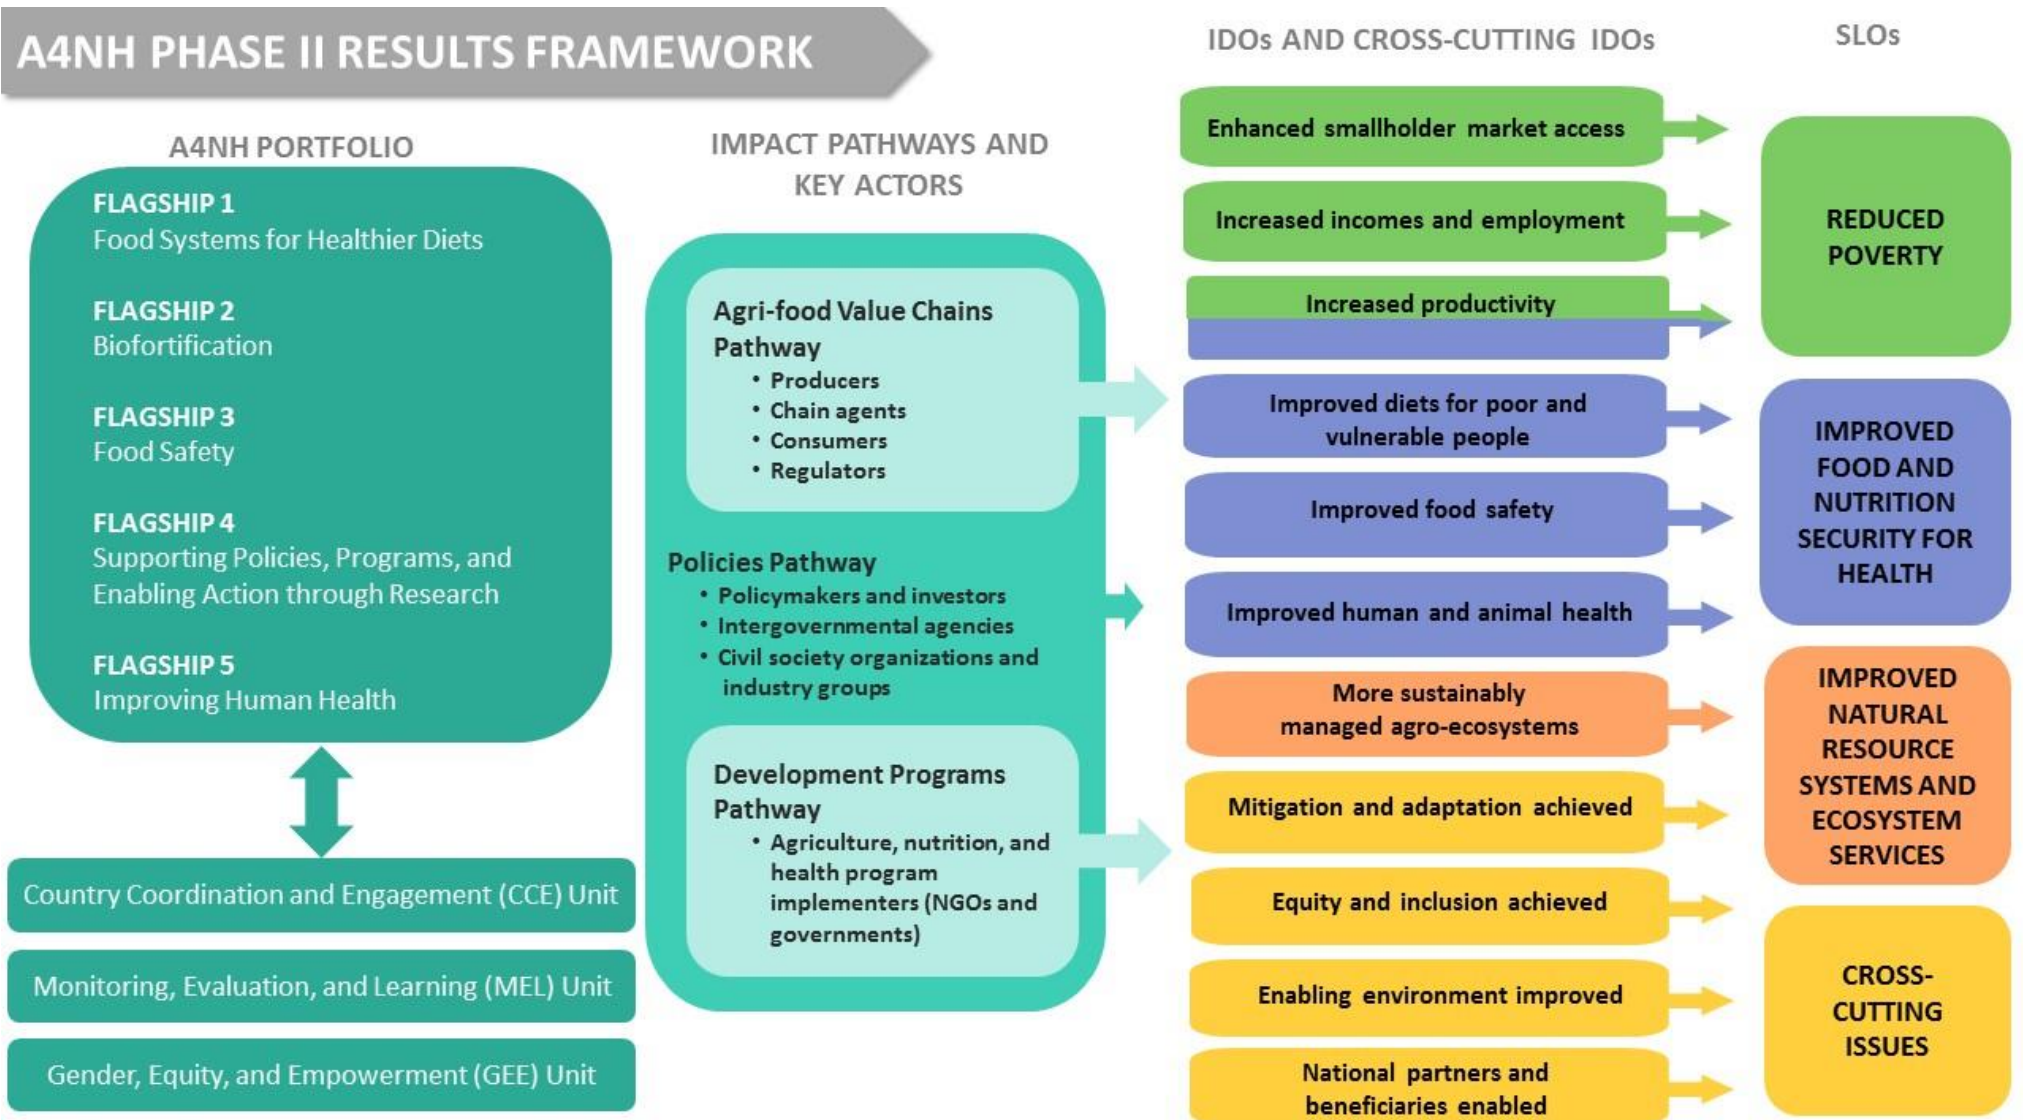 A4NH PHASE II RESULTS FRAMEWORK
A4NH PORTFOLIO
FLAGSHIP 1
Food Systems for Healthier Diets
FLAGSHIP 2
Biofortification
FLAGSHIP 3
Food Safety
FLAGSHIP 4
Supporting Policies, Programs, and
Enabling Action through Research
FLAGSHIP 5
Improving Human Health
Country Coordination and Engagement (CCE) Unit
Monitoring, Evaluation, and Learning (MEL) Unit
Gender, Equity, and Empowerment (GEE) Unit
IMPACT PATHWAYS AND
KEY ACTORS
Agri-food Value Chains
Pathway
• Producers
• Chain agents
• Consumers
• Regulators
Policies Pathway
• Policymakers and investors
• Intergovernmental agencies
• Civil society organizations and
industry groups
Development Programs
Pathway
• Agriculture, nutrition, and
health program
implementers (NGOs and
governments)
IDOs AND CROSS-CUTTING IDOs
Enhanced smallholder market access
Increased incomes and employment
Increased productivity
Improved diets for poor and
vulnerable people
Improved food safety
Improved human and animal health
More sustainably
managed agro-ecosystems
Mitigation and adaptation achieved
Equity and inclusion achieved
Enabling environment improved
National partners and
beneficiaries enabled
SLOs
REDUCED
POVERTY
IMPROVED
FOOD AND
NUTRITION
SECURITY FOR
HEALTH
IMPROVED
NATURAL
RESOURCE
SYSTEMS AND
ECOSYSTEM
SERVICES
CROSS-
CUTTING
ISSUES